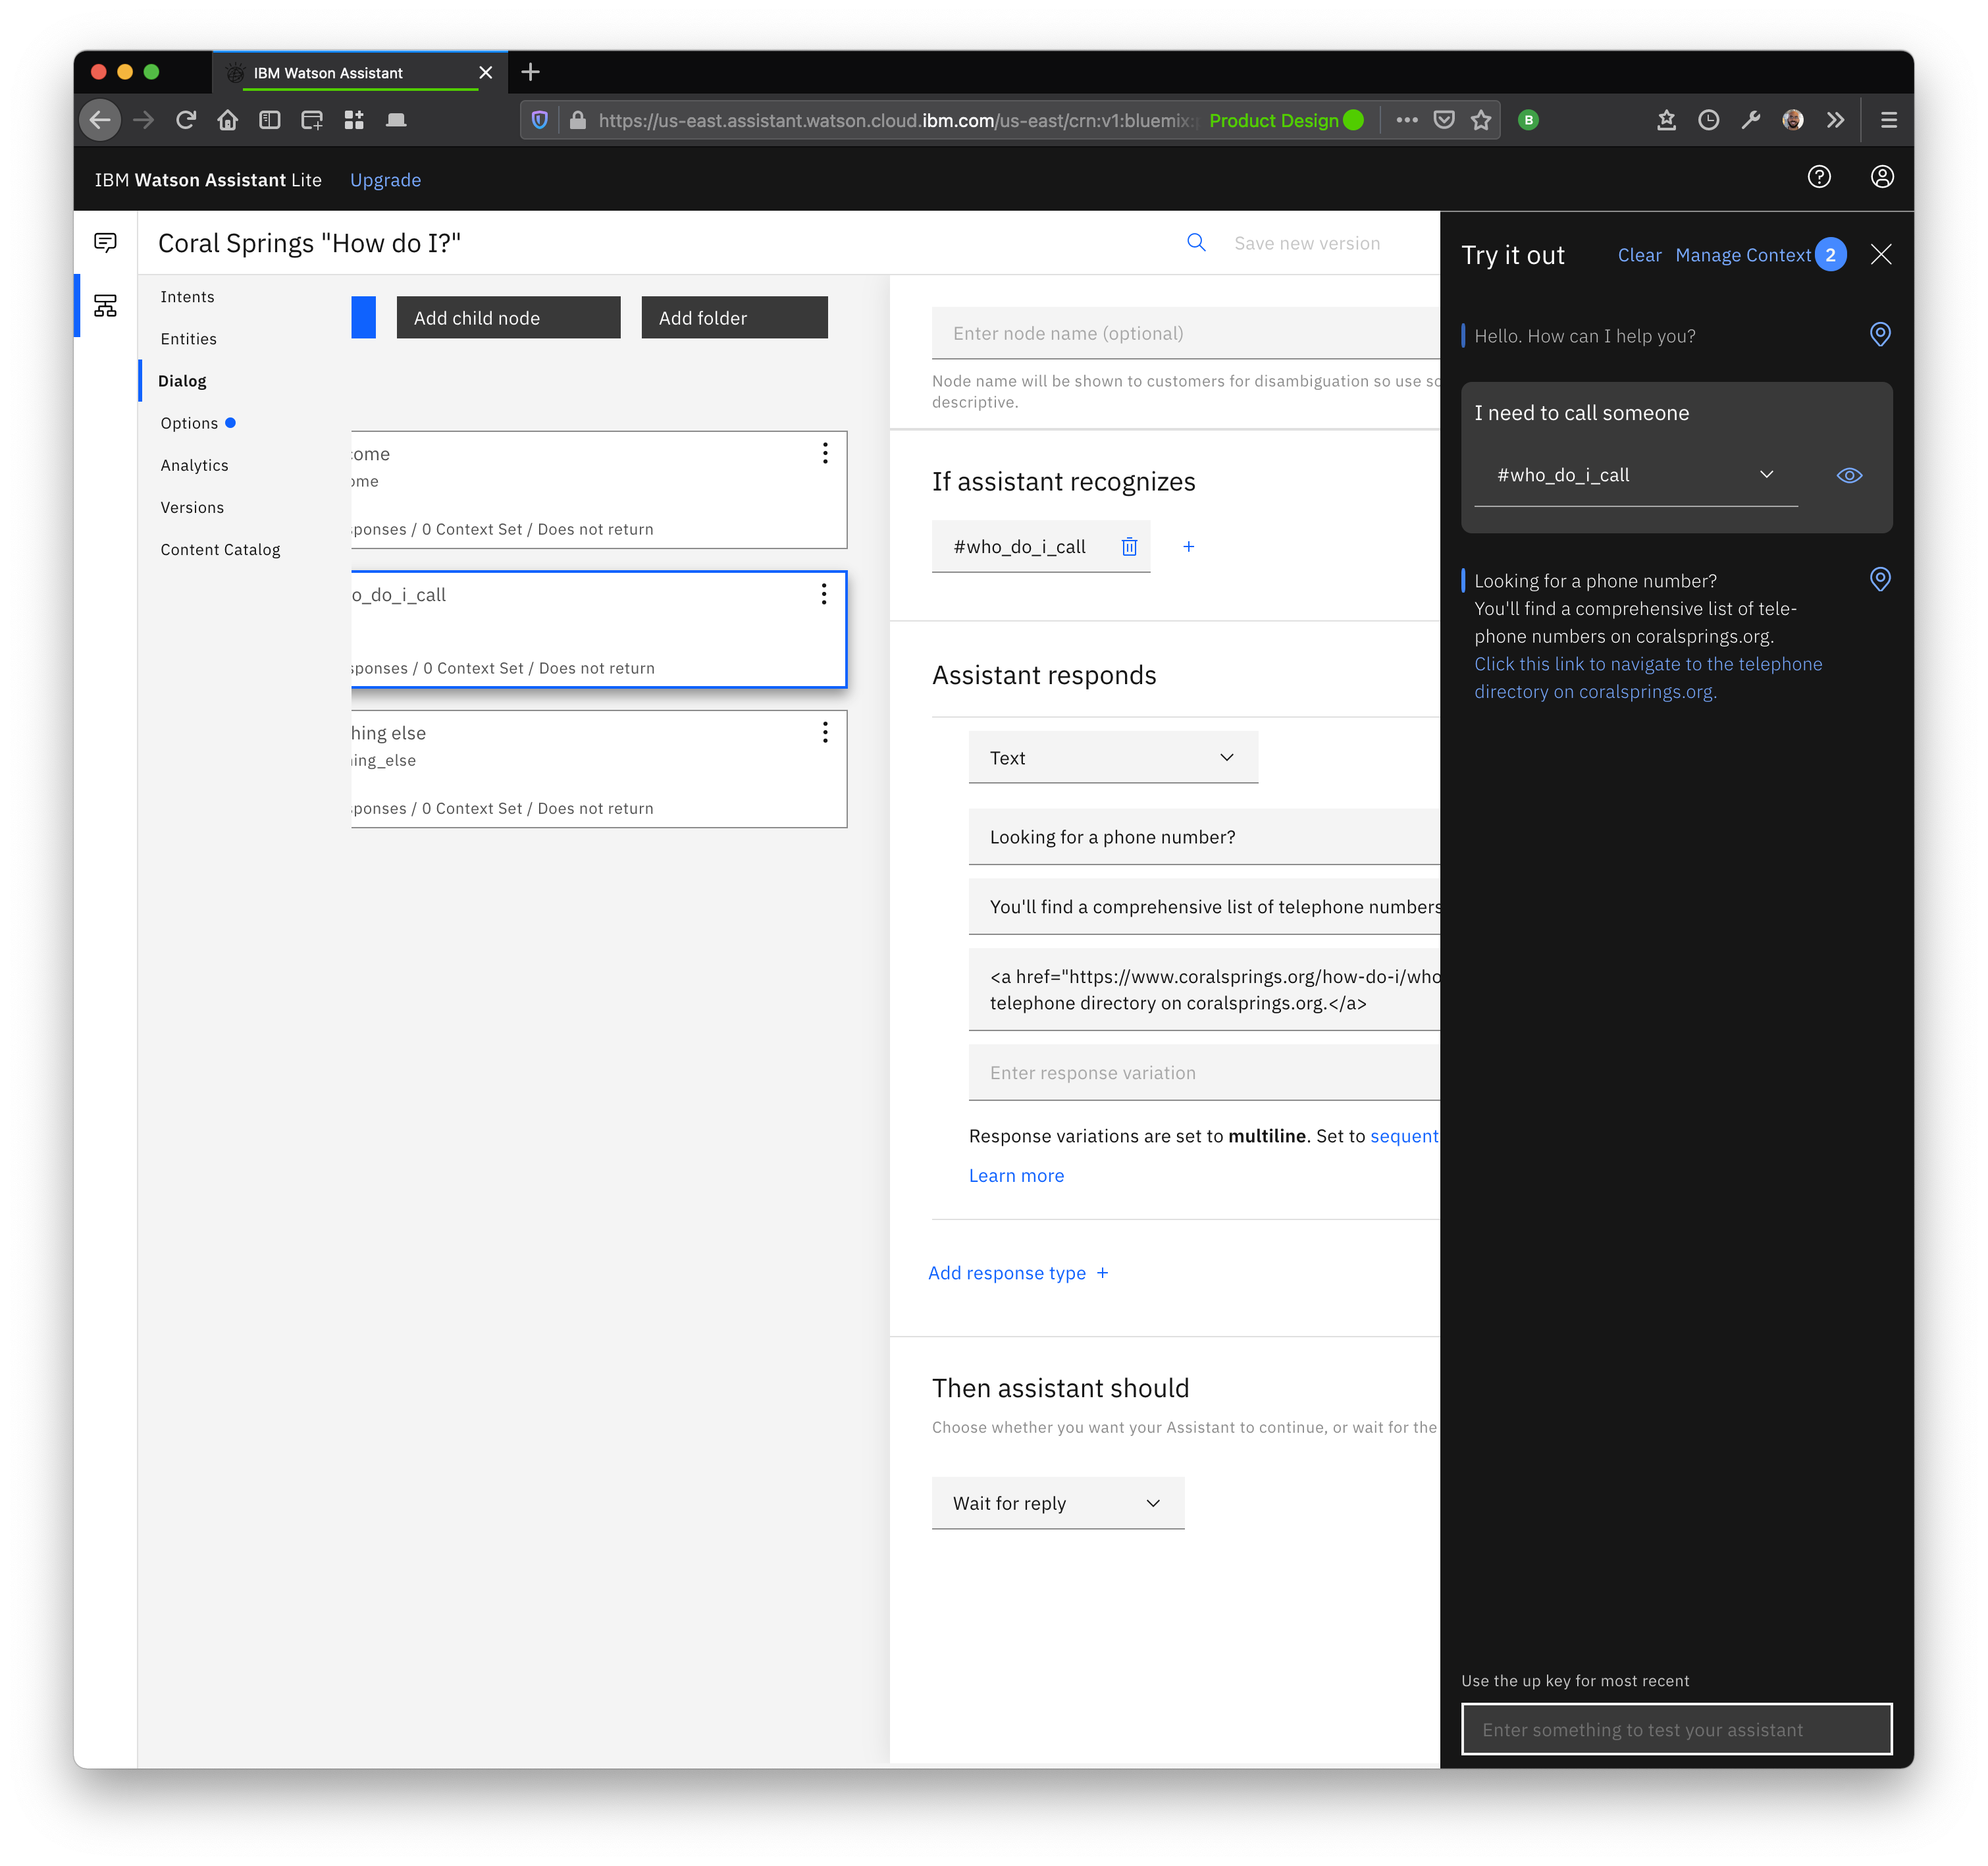 IBM Watson Assistant
https://us-east.assistant.watson.cloud.ibm.com/us-east/crn:v1:bluemix:
Product Design
B
IBM Watson Assistant Lite
Upgrade
Coral Springs "How do I?"
Save new version
Intents
Entities
Dialog
Options
Analytics
Versions
Content Catalog
Add child node
Add folder
come
ome
sponses / 0 Context Set / Does not return
o_do_i_call
sponses / 0 Context Set / Does not return
hing else
ing_else
sponses / 0 Context Set / Does not return
Enter node name (optional)
Node name will be shown to customers for disambiguation so use so
descriptive.
If assistant recognizes
#who_do_i_call
Assistant responds
Text
Looking for a phone number?
You'll find a comprehensive list of telephone numbers
<a href="https://www.coralsprings.org/how-do-i/who
telephone directory on coralsprings.org.</a>
Enter response variation
Response variations are set to multiline. Set to sequent
Learn more
Add response type +
Then assistant should
Choose whether you want your Assistant to continue, or wait for the
Wait for reply
Try it out
Clear
Manage Context 2
Hello. How can I help you?
I need to call someone
#who_do_i_call
Looking for a phone number?
You'll find a comprehensive list of tele-
phone numbers on coralsprings.org.
Click this link to navigate to the telephone
directory on coralsprings.org.
Use the up key for most recent
Enter something to test your assistant